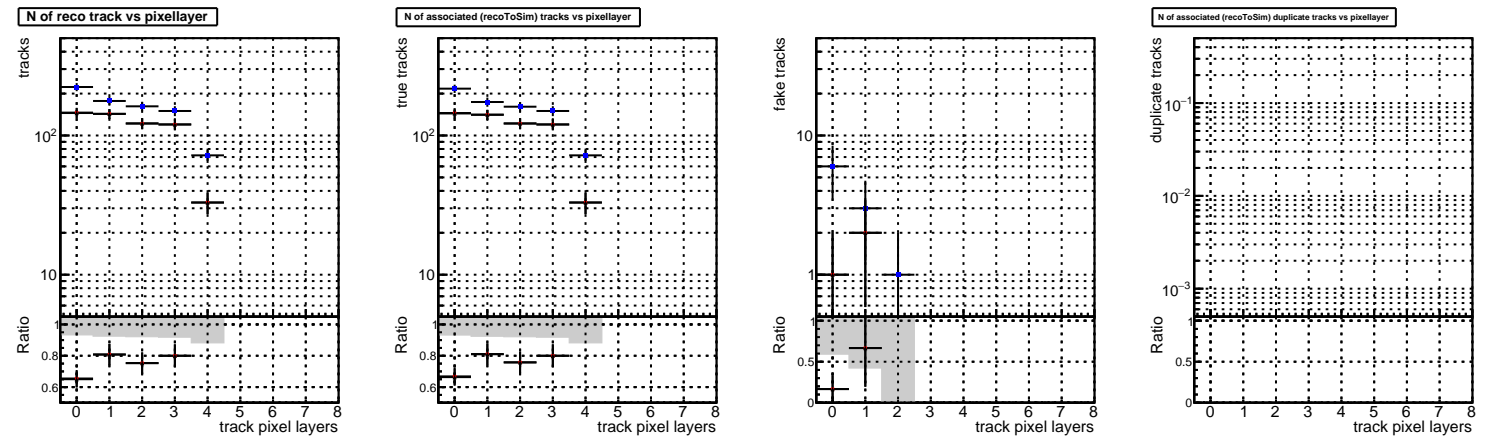 N of reco track vs pixellayer
tracks
10²
10
Ratio
1
0.8
0.6
0 1 2 3 4 5 6 7 8
track pixel layers
N of associated (recoToSim) tracks vs pixellayer
true tracks
10²
10
Ratio
1
0.8
0.6
0 1 2 3 4 5 6 7 8
track pixel layers
fake tracks
10
1
Ratio
1
0.5
0
0 1 2 3 4 5 6 7 8
track pixel layers
N of associated (recoToSim) duplicate tracks vs pixellayer
duplicate tracks
10⁻¹
10⁻²
10⁻³
Ratio
1
0.5
0
0 1 2 3 4 5 6 7 8
track pixel layers